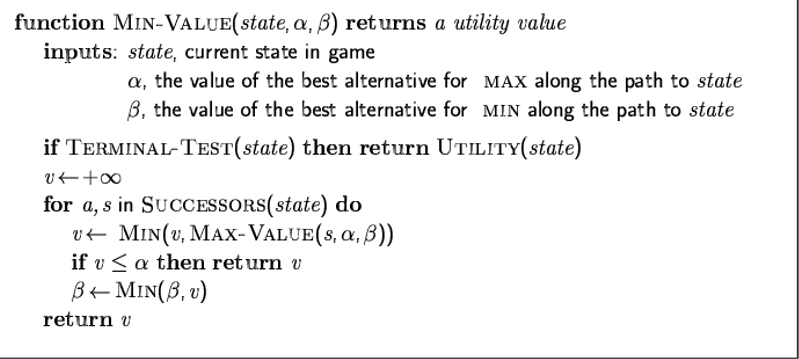 function MIN-VALUE(state, α, β) returns a utility value
inputs: state, current state in game
α, the value of the best alternative for MAX along the path to state
β, the value of the best alternative for MIN along the path to state
if TERMINAL-TEST(state) then return UTILITY(state)
v ← +∞
for a, s in SUCCESSORS(state) do
v ← MIN(v, MAX-VALUE(s, α, β))
if v ≤ α then return v
β ← MIN(β, v)
return v